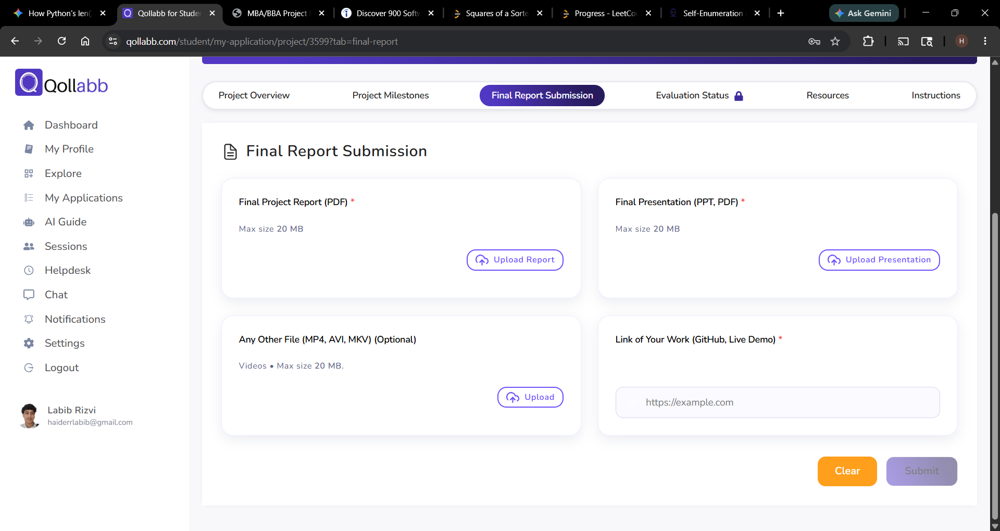 How Python's len(
Qollabb for Stude
MBA/BBA Project
Discover 900 Soft
Squares of a Sorte
Progress - LeetCo
Self-Enumeration
Ask Gemini
qollabb.com/student/my-application/project/3599?tab=final-report
H
Qollabb
Project Overview
Project Milestones
Final Report Submission
Evaluation Status
Resources
Instructions
Dashboard
My Profile
Explore
My Applications
AI Guide
Sessions
Helpdesk
Chat
Notifications
Settings
Logout
Labib Rizvi
haiderrlabib@gmail.com
Final Report Submission
Final Project Report (PDF) *
Max size 20 MB
Upload Report
Final Presentation (PPT, PDF) *
Max size 20 MB
Upload Presentation
Any Other File (MP4, AVI, MKV) (Optional)
Videos • Max size 20 MB.
Upload
Link of Your Work (GitHub, Live Demo) *
https://example.com
Clear
Submit